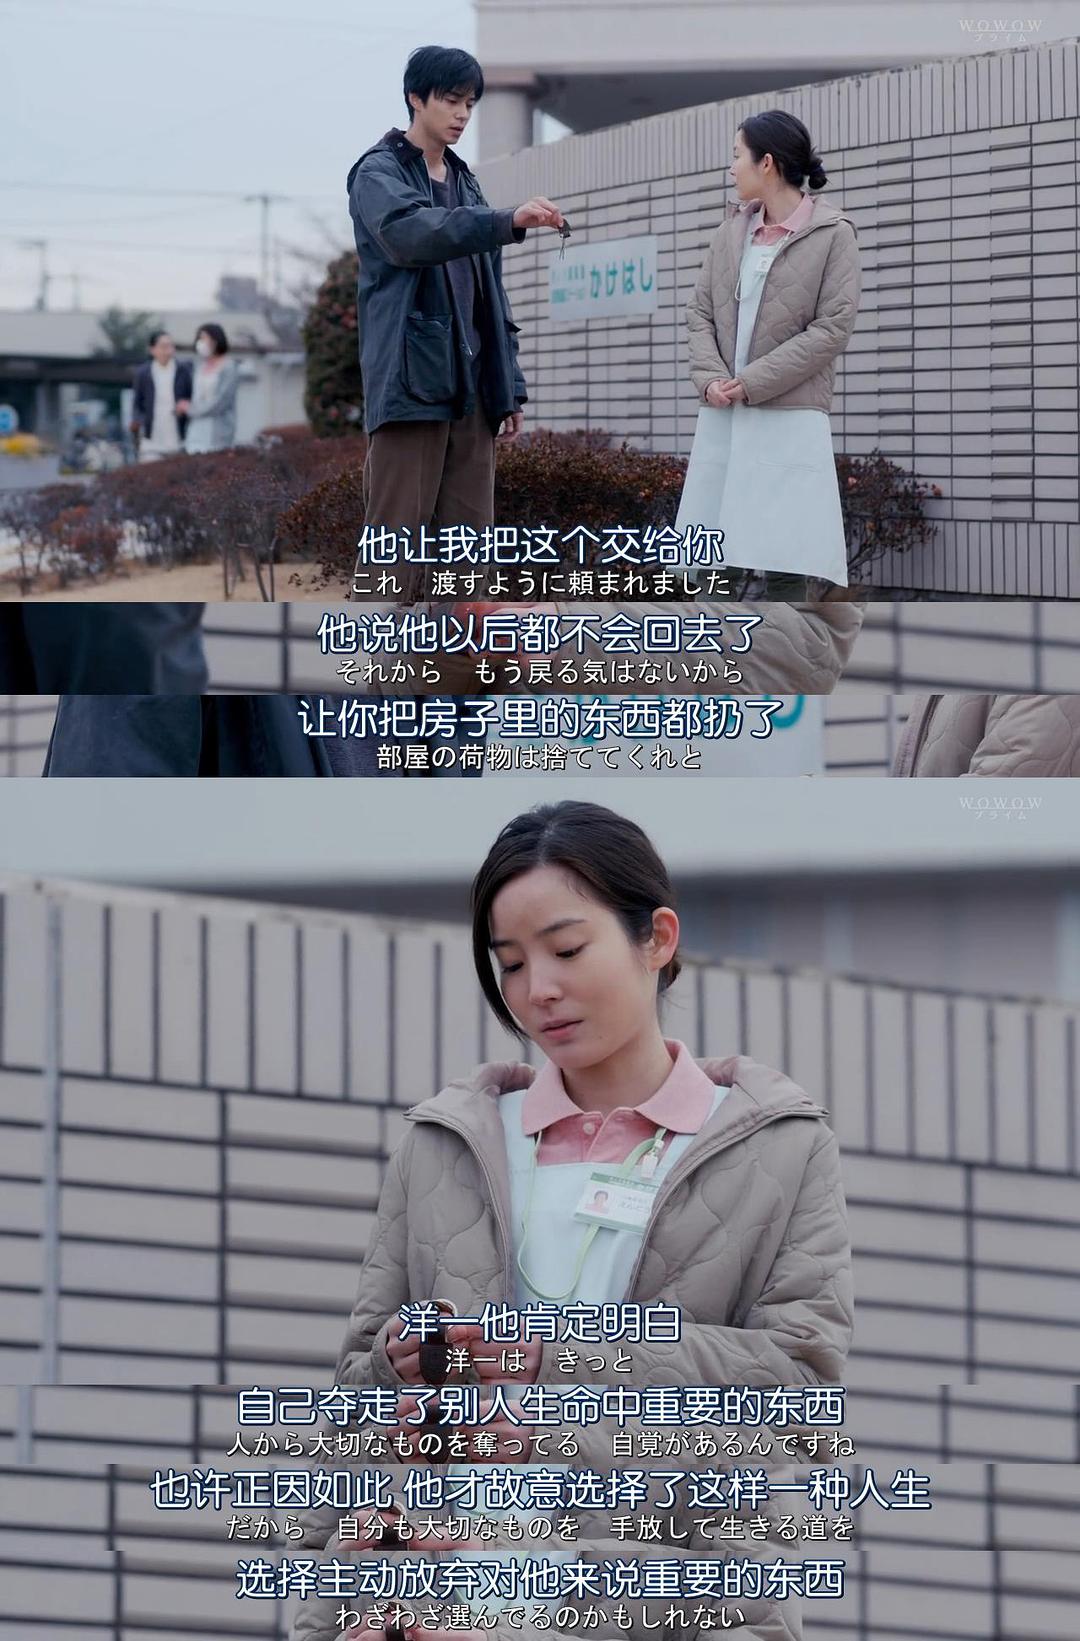 WOWOW
プライム
かけはし
他让我把这个交给你
これ　渡すように頼まれました
他说他以后都不会回去了
それから　もう戻る気はないから
让你把房子里的东西都扔了
部屋の荷物は捨ててくれと
WOWOW
プライム
洋一他肯定明白
洋一は　きっと
自己夺走了别人生命中重要的东西
人から大切なものを奪ってる　自覚があるんですね
也许正因如此 他才故意选择了这样一种人生
だから　自分も大切なものを　手放して生きる道を
选择主动放弃对他来说重要的东西
わざわざ選んでるのかもしれない